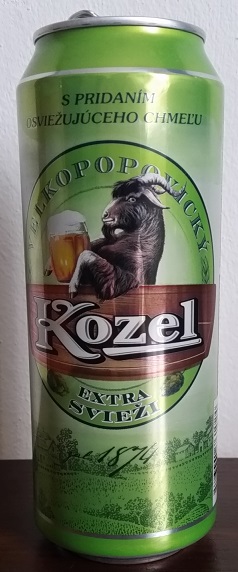 S PRIDANÍM
OSVIEŽUJÚCEHO CHMEĽU
VELKOPOPOVICKÝ
Kozel
EXTRA
SVIEŽI
1874